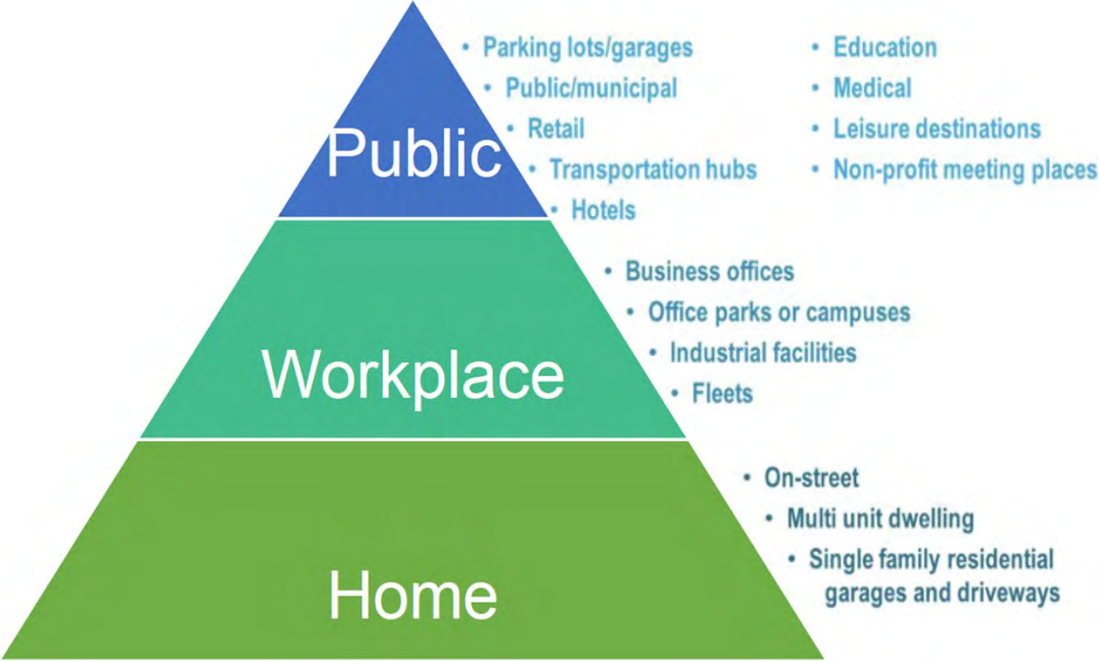 Public
• Parking lots/garages
• Public/municipal
• Retail
• Transportation hubs
• Hotels
• Education
• Medical
• Leisure destinations
• Non-profit meeting places
Workplace
• Business offices
• Office parks or campuses
• Industrial facilities
• Fleets
Home
• On-street
• Multi unit dwelling
• Single family residential
garages and driveways